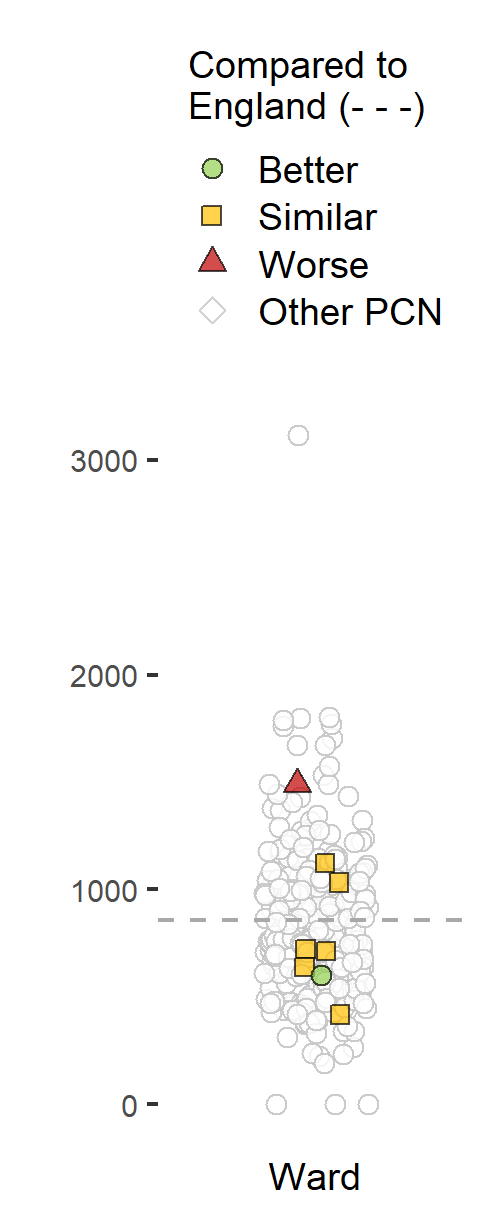 Compared to
England (- - -)
Better
Similar
Worse
Other PCN
3000
2000
1000
0
Ward